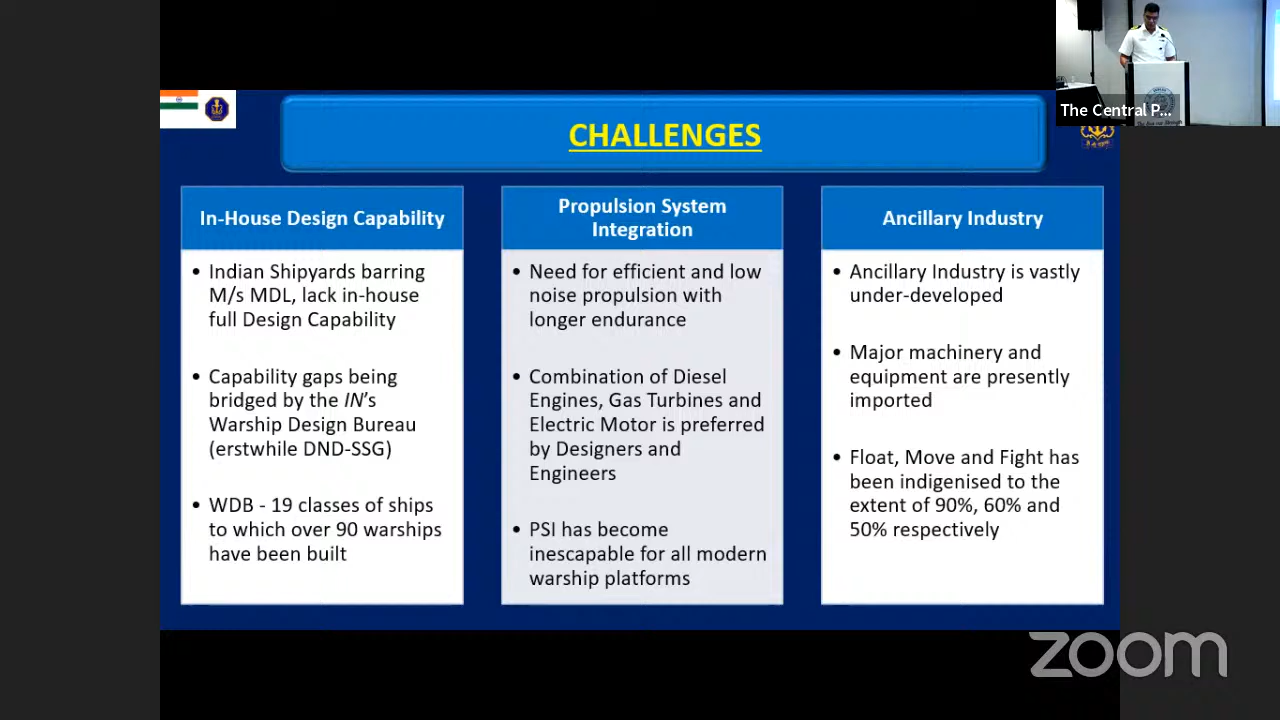 The Central P...
CHALLENGES
In-House Design Capability
• Indian Shipyards barring
M/s MDL, lack in-house
full Design Capability
• Capability gaps being
bridged by the IN's
Warship Design Bureau
(erstwhile DND-SSG)
• WDB - 19 classes of ships
to which over 90 warships
have been built
Propulsion System
Integration
• Need for efficient and low
noise propulsion with
longer endurance
• Combination of Diesel
Engines, Gas Turbines and
Electric Motor is preferred
by Designers and
Engineers
• PSI has become
inescapable for all modern
warship platforms
Ancillary Industry
• Ancillary Industry is vastly
under-developed
• Major machinery and
equipment are presently
imported
• Float, Move and Fight has
been indigenised to the
extent of 90%, 60% and
50% respectively
zoom